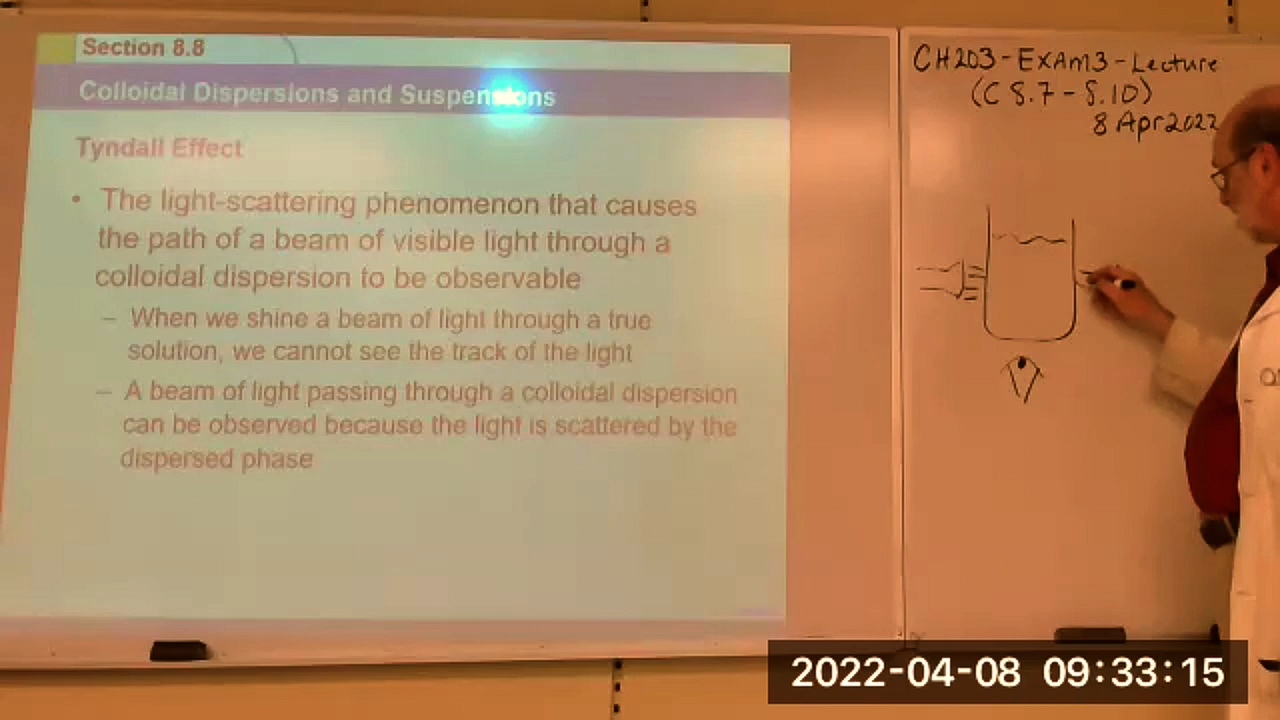 Section 8.8
Colloidal Dispersions and Suspensions
Tyndall Effect
• The light-scattering phenomenon that causes
the path of a beam of visible light through a
colloidal dispersion to be observable
– When we shine a beam of light through a true
solution, we cannot see the track of the light
– A beam of light passing through a colloidal dispersion
can be observed because the light is scattered by the
dispersed phase
CH203-EXAM3-Lecture
(C 8.7-8.10)
8 Apr2022
2022-04-08 09:33:15